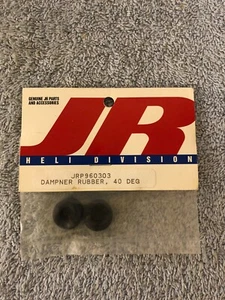 GENUINE JR PARTS
AND ACCESSORIES
JR
HELI DIVISION
JRP960303
DAMPNER RUBBER, 40 DEG